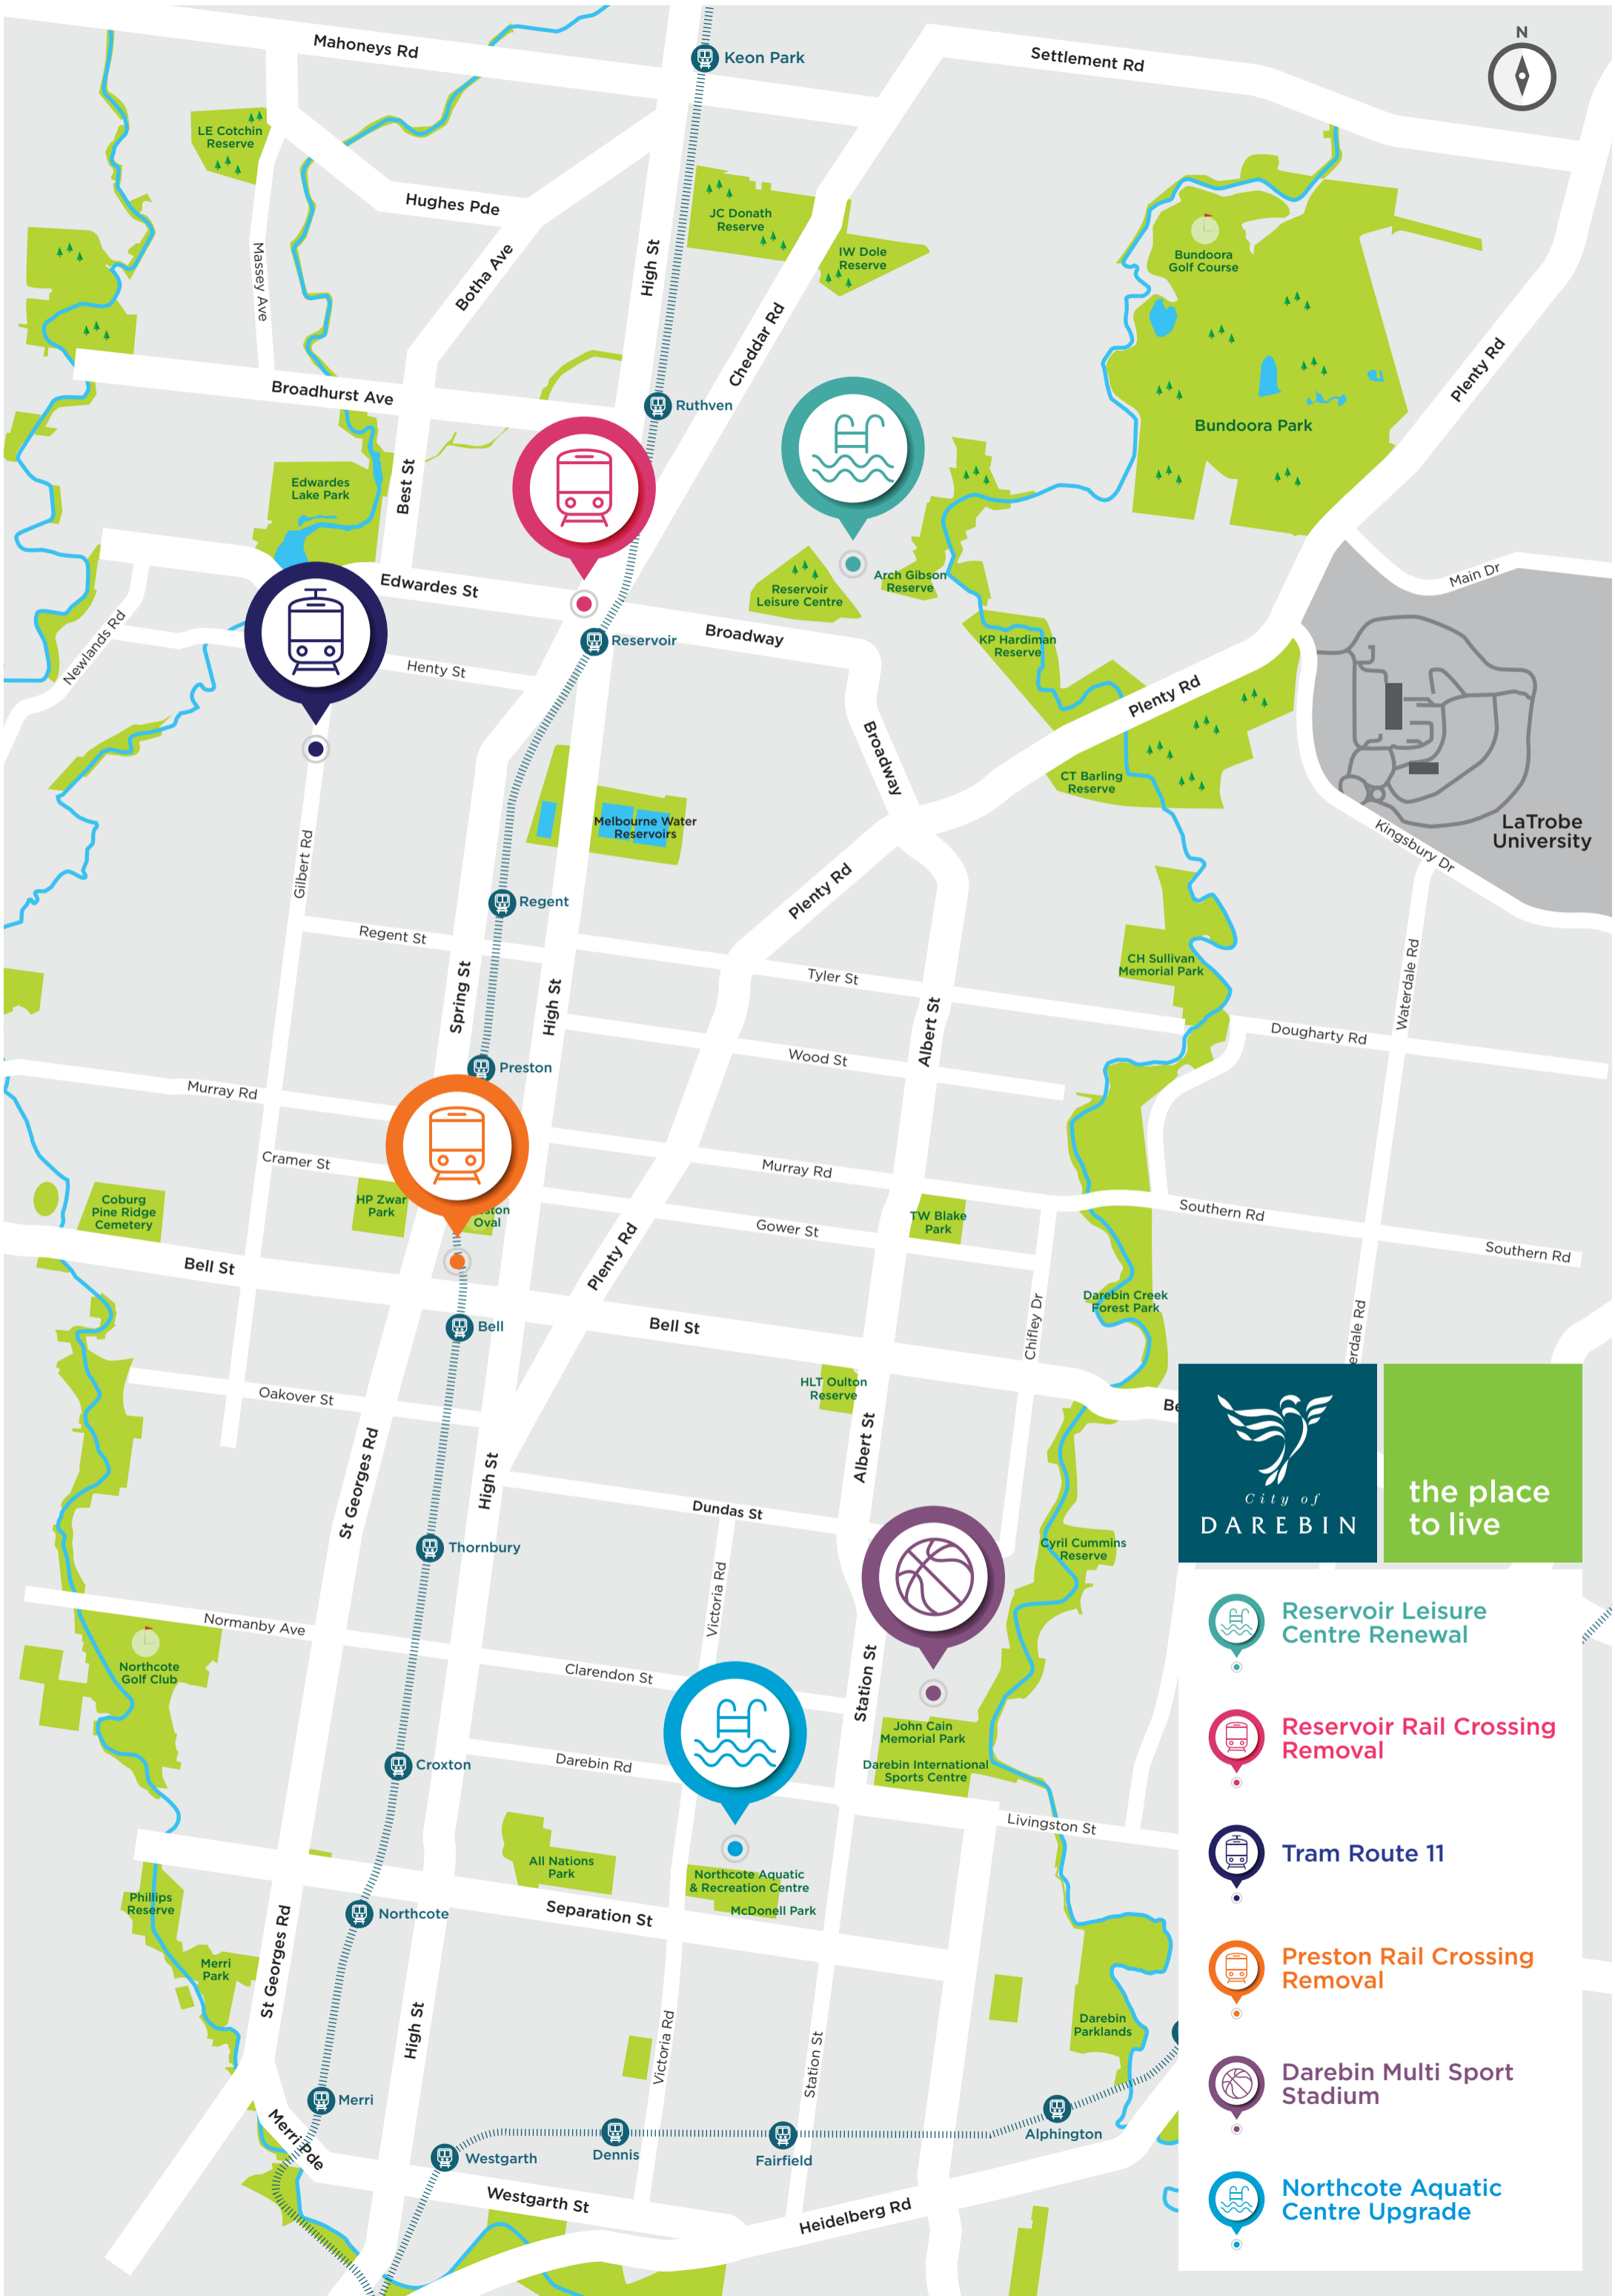 Mahoneys Rd
Keon Park
Settlement Rd
N
LE Cotchin
Reserve
Hughes Pde
JC Donath
Reserve
IW Dole
Reserve
Bundoora
Golf Course
Massey Ave
Botha Ave
High St
Cheddar Rd
Plenty Rd
Broadhurst Ave
Ruthven
Bundoora Park
Edwardes
Lake Park
Best St
Edwardes St
Reservoir
Leisure Centre
Arch Gibson
Reserve
Main Dr
Newlands Rd
Henty St
Reservoir
Broadway
KP Hardiman
Reserve
Plenty Rd
Broadway
CT Barling
Reserve
Melbourne Water
Reservoirs
LaTrobe
University
Kingsbury Dr
Gilbert Rd
Plenty Rd
Regent
Regent St
Tyler St
CH Sullivan
Memorial Park
Waterdale Rd
Spring St
High St
Albert St
Dougharty Rd
Wood St
Preston
Murray Rd
Cramer St
Murray Rd
Coburg
Pine Ridge
Cemetery
HP Zwar
Park
ston
Oval
Gower St
TW Blake
Park
Southern Rd
Southern Rd
Plenty Rd
Bell St
Darebin Creek
Forest Park
Chifley Dr
erdale Rd
Bell
Bell St
HLT Oulton
Reserve
Be
Oakover St
Albert St
St Georges Rd
High St
Dundas St
City of
DAREBIN
the place
to live
Thornbury
Cyril Cummins
Reserve
Victoria Rd
Normanby Ave
Northcote
Golf Club
Clarendon St
Station St
Reservoir Leisure
Centre Renewal
John Cain
Memorial Park
Darebin International
Sports Centre
Reservoir Rail Crossing
Removal
Croxton
Darebin Rd
Livingston St
Tram Route 11
All Nations
Park
Northcote Aquatic
& Recreation Centre
McDonell Park
Phillips
Reserve
Northcote
Separation St
Merri
Park
St Georges Rd
Preston Rail Crossing
Removal
High St
Victoria Rd
Station St
Darebin
Parklands
Darebin Multi Sport
Stadium
Merri
Merri Pde
Westgarth
Dennis
Fairfield
Alphington
Westgarth St
Heidelberg Rd
Northcote Aquatic
Centre Upgrade